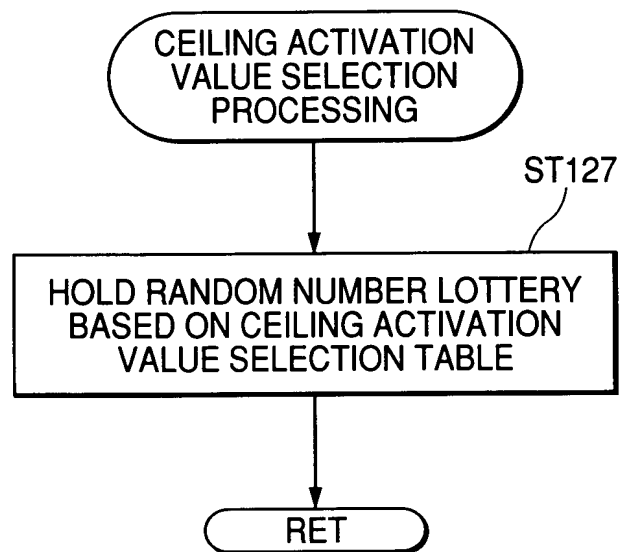 CEILING ACTIVATION
VALUE SELECTION
PROCESSING
ST127
HOLD RANDOM NUMBER LOTTERY
BASED ON CEILING ACTIVATION
VALUE SELECTION TABLE
RET